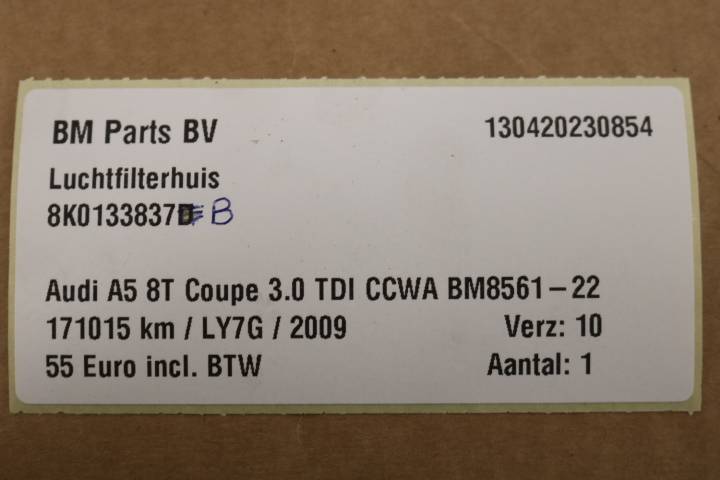 BM Parts BV 130420230854
Luchtfilterhuis
8K0133837D B
Audi A5 8T Coupe 3.0 TDI CCWA BM8561-22
171015 km / LY7G / 2009 Verz: 10
55 Euro incl. BTW Aantal: 1